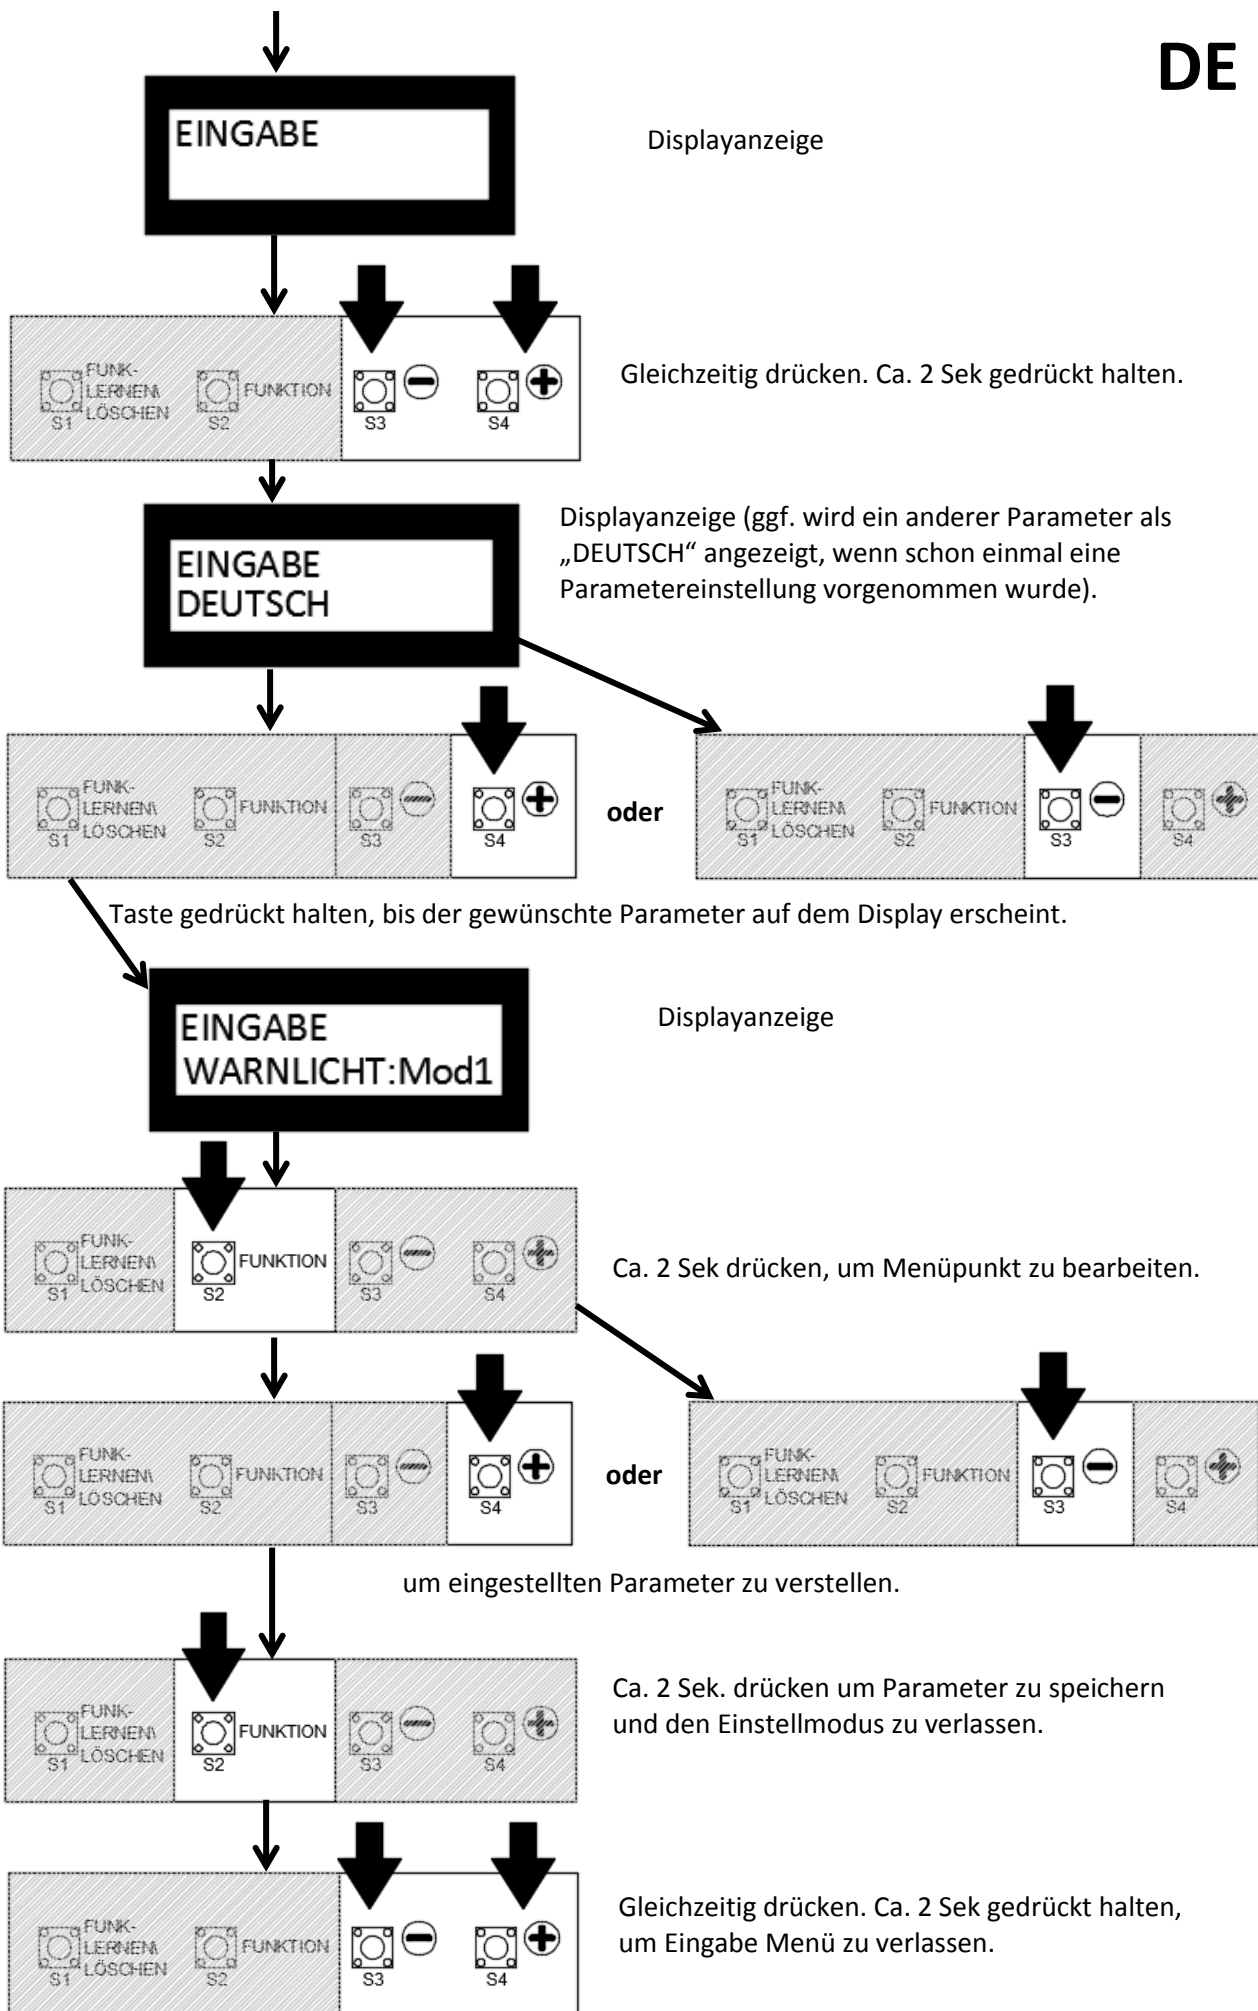 DE
EINGABE
Displayanzeige
FUNK-
LERNEN\
LÖSCHEN
S1
FUNKTION
S2
S3
S4
Gleichzeitig drücken. Ca. 2 Sek gedrückt halten.
Displayanzeige (ggf. wird ein anderer Parameter als
„DEUTSCH“ angezeigt, wenn schon einmal eine
Parametereinstellung vorgenommen wurde).
EINGABE
DEUTSCH
FUNK-
LERNEN\
LÖSCHEN
S1
FUNKTION
S2
S3
S4
oder
FUNK-
LERNEN\
LÖSCHEN
S1
FUNKTION
S2
S3
S4
Taste gedrückt halten, bis der gewünschte Parameter auf dem Display erscheint.
EINGABE
WARNLICHT:Mod1
Displayanzeige
FUNK-
LERNEN\
LÖSCHEN
S1
FUNKTION
S2
S3
S4
Ca. 2 Sek drücken, um Menüpunkt zu bearbeiten.
FUNK-
LERNEN\
LÖSCHEN
S1
FUNKTION
S2
S3
S4
oder
FUNK-
LERNEN\
LÖSCHEN
S1
FUNKTION
S2
S3
S4
um eingestellten Parameter zu verstellen.
FUNK-
LERNEN\
LÖSCHEN
S1
FUNKTION
S2
S3
S4
Ca. 2 Sek. drücken um Parameter zu speichern
und den Einstellmodus zu verlassen.
FUNK-
LERNEN\
LÖSCHEN
S1
FUNKTION
S2
S3
S4
Gleichzeitig drücken. Ca. 2 Sek gedrückt halten,
um Eingabe Menü zu verlassen.